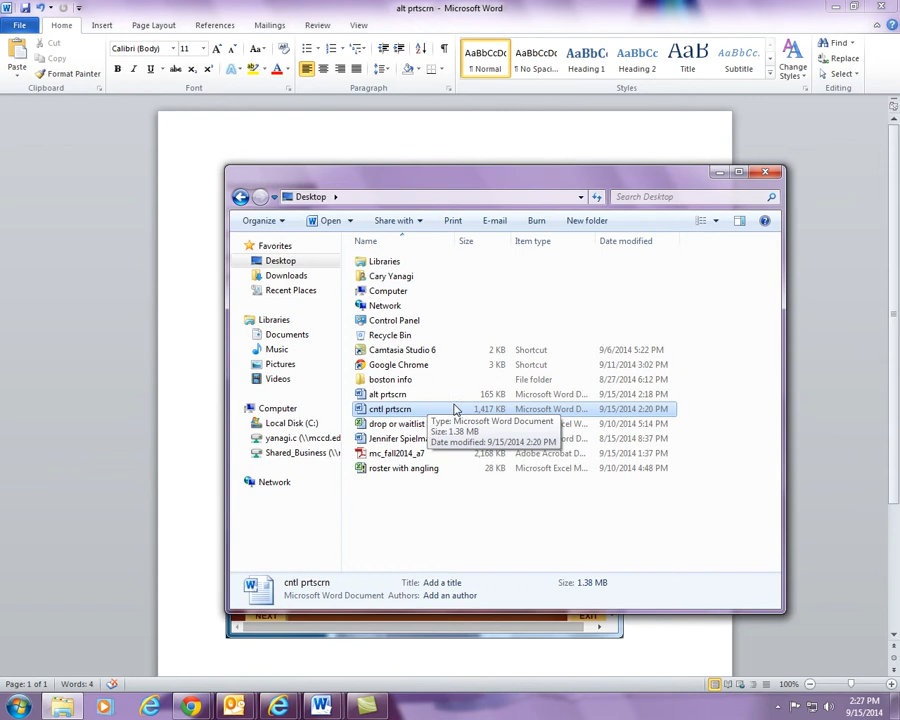 alt prtscrn - Microsoft Word
File Home Insert Page Layout References Mailings Review View
Paste Cut Copy Format Painter
Calibri (Body) 11
AaBbCcDc AaBbCcDc AaBbC AaBbCc AaB AaBbCc.
¶ Normal ¶ No Spaci... Heading 1 Heading 2 Title Subtitle
Change Styles
Find Replace Select
Clipboard Font Paragraph Styles Editing
Desktop
Search Desktop
Organize Open Share with Print E-mail Burn New folder
Name Size Item type Date modified
Favorites
Desktop
Downloads
Recent Places
Libraries
Documents
Music
Pictures
Videos
Computer
Local Disk (C:)
yanagi.c (\\mccd.ed
Shared_Business (\\r
Network
Libraries
Cary Yanagi
Computer
Network
Control Panel
Recycle Bin
Camtasia Studio 6 2 KB Shortcut 9/6/2014 5:22 PM
Google Chrome 3 KB Shortcut 9/11/2014 3:02 PM
boston info File folder 8/27/2014 6:12 PM
alt prtscrn 165 KB Microsoft Word D... 9/15/2014 2:18 PM
cntl prtscrn 1,417 KB Microsoft Word D... 9/15/2014 2:20 PM
drop or waitlist 9/10/2014 5:14 PM
Jennifer Spielm 8/15/2014 8:37 PM
mc_fall2014_a7 2,168 KB Adobe Acrobat D... 9/15/2014 1:37 PM
roster with angling 28 KB Microsoft Excel W... 9/10/2014 4:48 PM
Type: Microsoft Word Document
Size: 1.38 MB
Date modified: 9/15/2014 2:20 PM
cntl prtscrn Title: Add a title Size: 1.38 MB
Microsoft Word Document Authors: Add an author
NEXT EXIT
Page: 1 of 1 Words: 4 100%
2:27 PM
9/15/2014